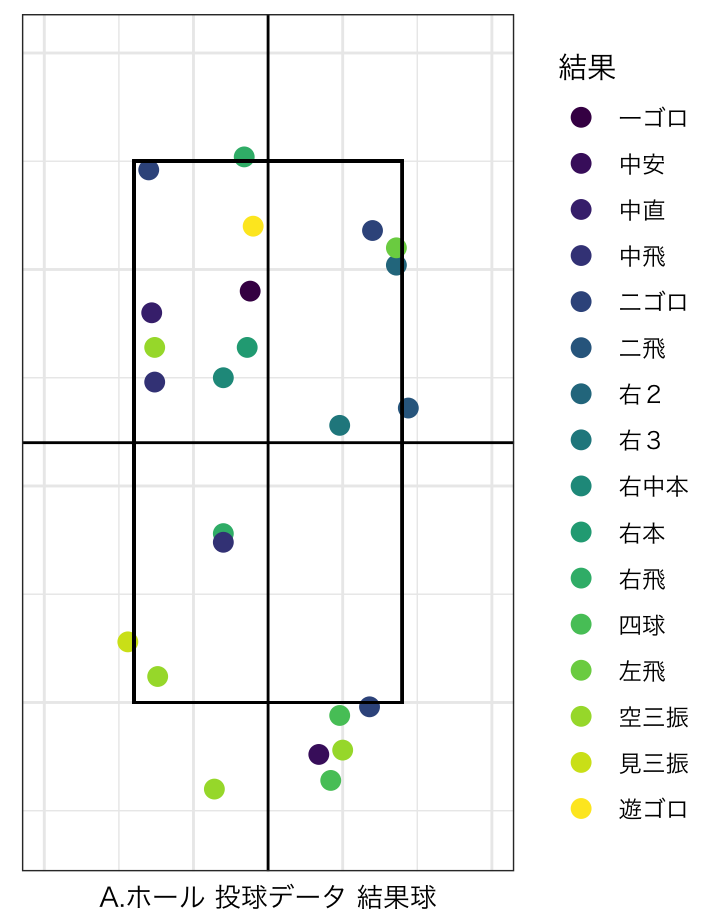 結果
一ゴロ
中安
中直
中飛
二ゴロ
二飛
右２
右３
右中本
右本
右飛
四球
左飛
空三振
見三振
遊ゴロ
A.ホール 投球データ 結果球